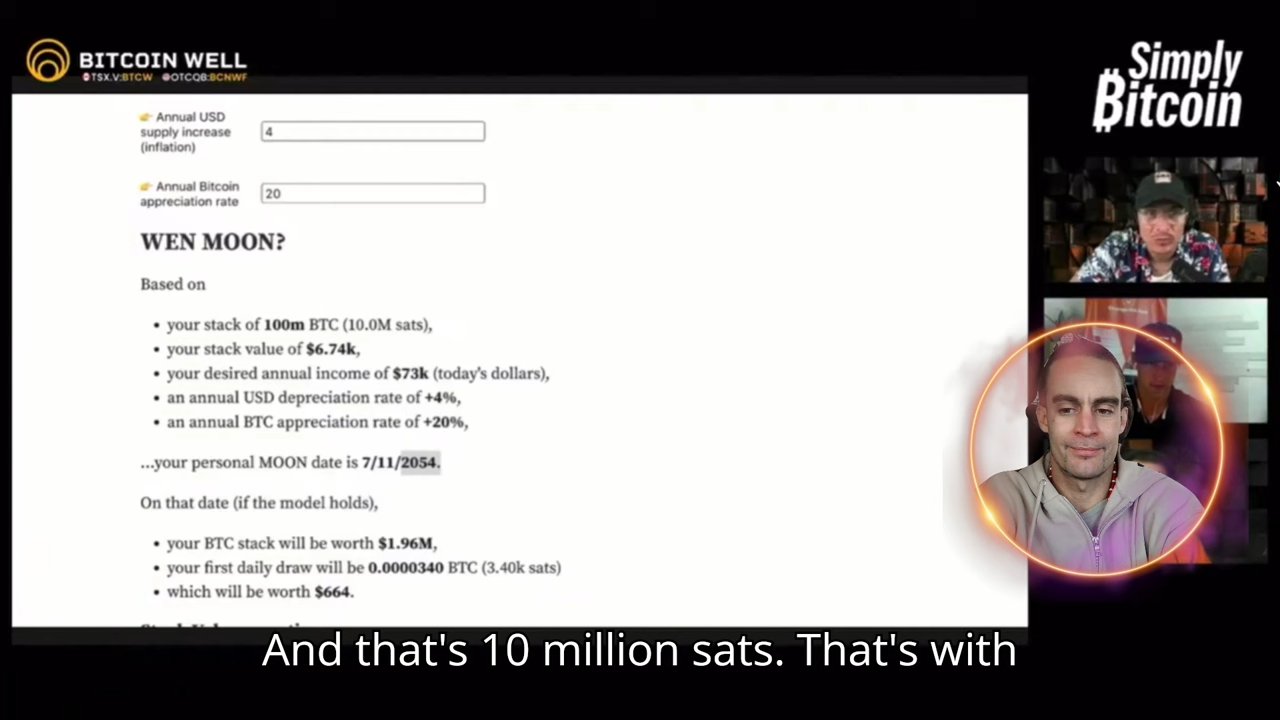 BITCOIN WELL
TSX.V:BTCW OTCQB:BCNWF
Simply
Bitcoin
👉 Annual USD
supply increase
(inflation)
4
👉 Annual Bitcoin
appreciation rate
20
WEN MOON?
Based on
• your stack of 100m BTC (10.0M sats),
• your stack value of $6.74k,
• your desired annual income of $73k (today's dollars),
• an annual USD depreciation rate of +4%,
• an annual BTC appreciation rate of +20%,
...your personal MOON date is 7/11/2054.
On that date (if the model holds),
• your BTC stack will be worth $1.96M,
• your first daily draw will be 0.0000340 BTC (3.40k sats)
• which will be worth $664.
And that's 10 million sats. That's with